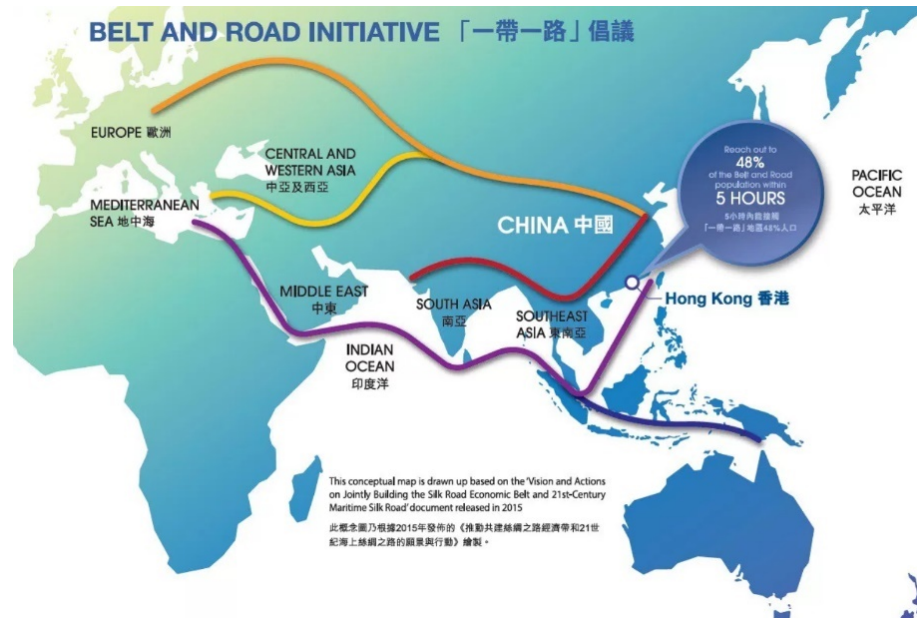 BELT AND ROAD INITIATIVE 「一帶一路」倡議
EUROPE 歐洲
CENTRAL AND
WESTERN ASIA
中亞及西亞
MEDITERRANEAN
SEA 地中海
CHINA 中國
Reach out to
48%
of the Belt and Road
population within
5 HOURS
5小時內能接觸
「一帶一路」地區48%人口
PACIFIC
OCEAN
太平洋
MIDDLE EAST
中東
SOUTH ASIA
南亞
SOUTHEAST
ASIA 東南亞
Hong Kong 香港
INDIAN
OCEAN
印度洋
This conceptual map is drawn up based on the 'Vision and Actions
on Jointly Building the Silk Road Economic Belt and 21st-Century
Maritime Silk Road' document released in 2015
此概念圖乃根據2015年發佈的《推動共建絲綢之路經濟帶和21世
紀海上絲綢之路的願景與行動》繪製。